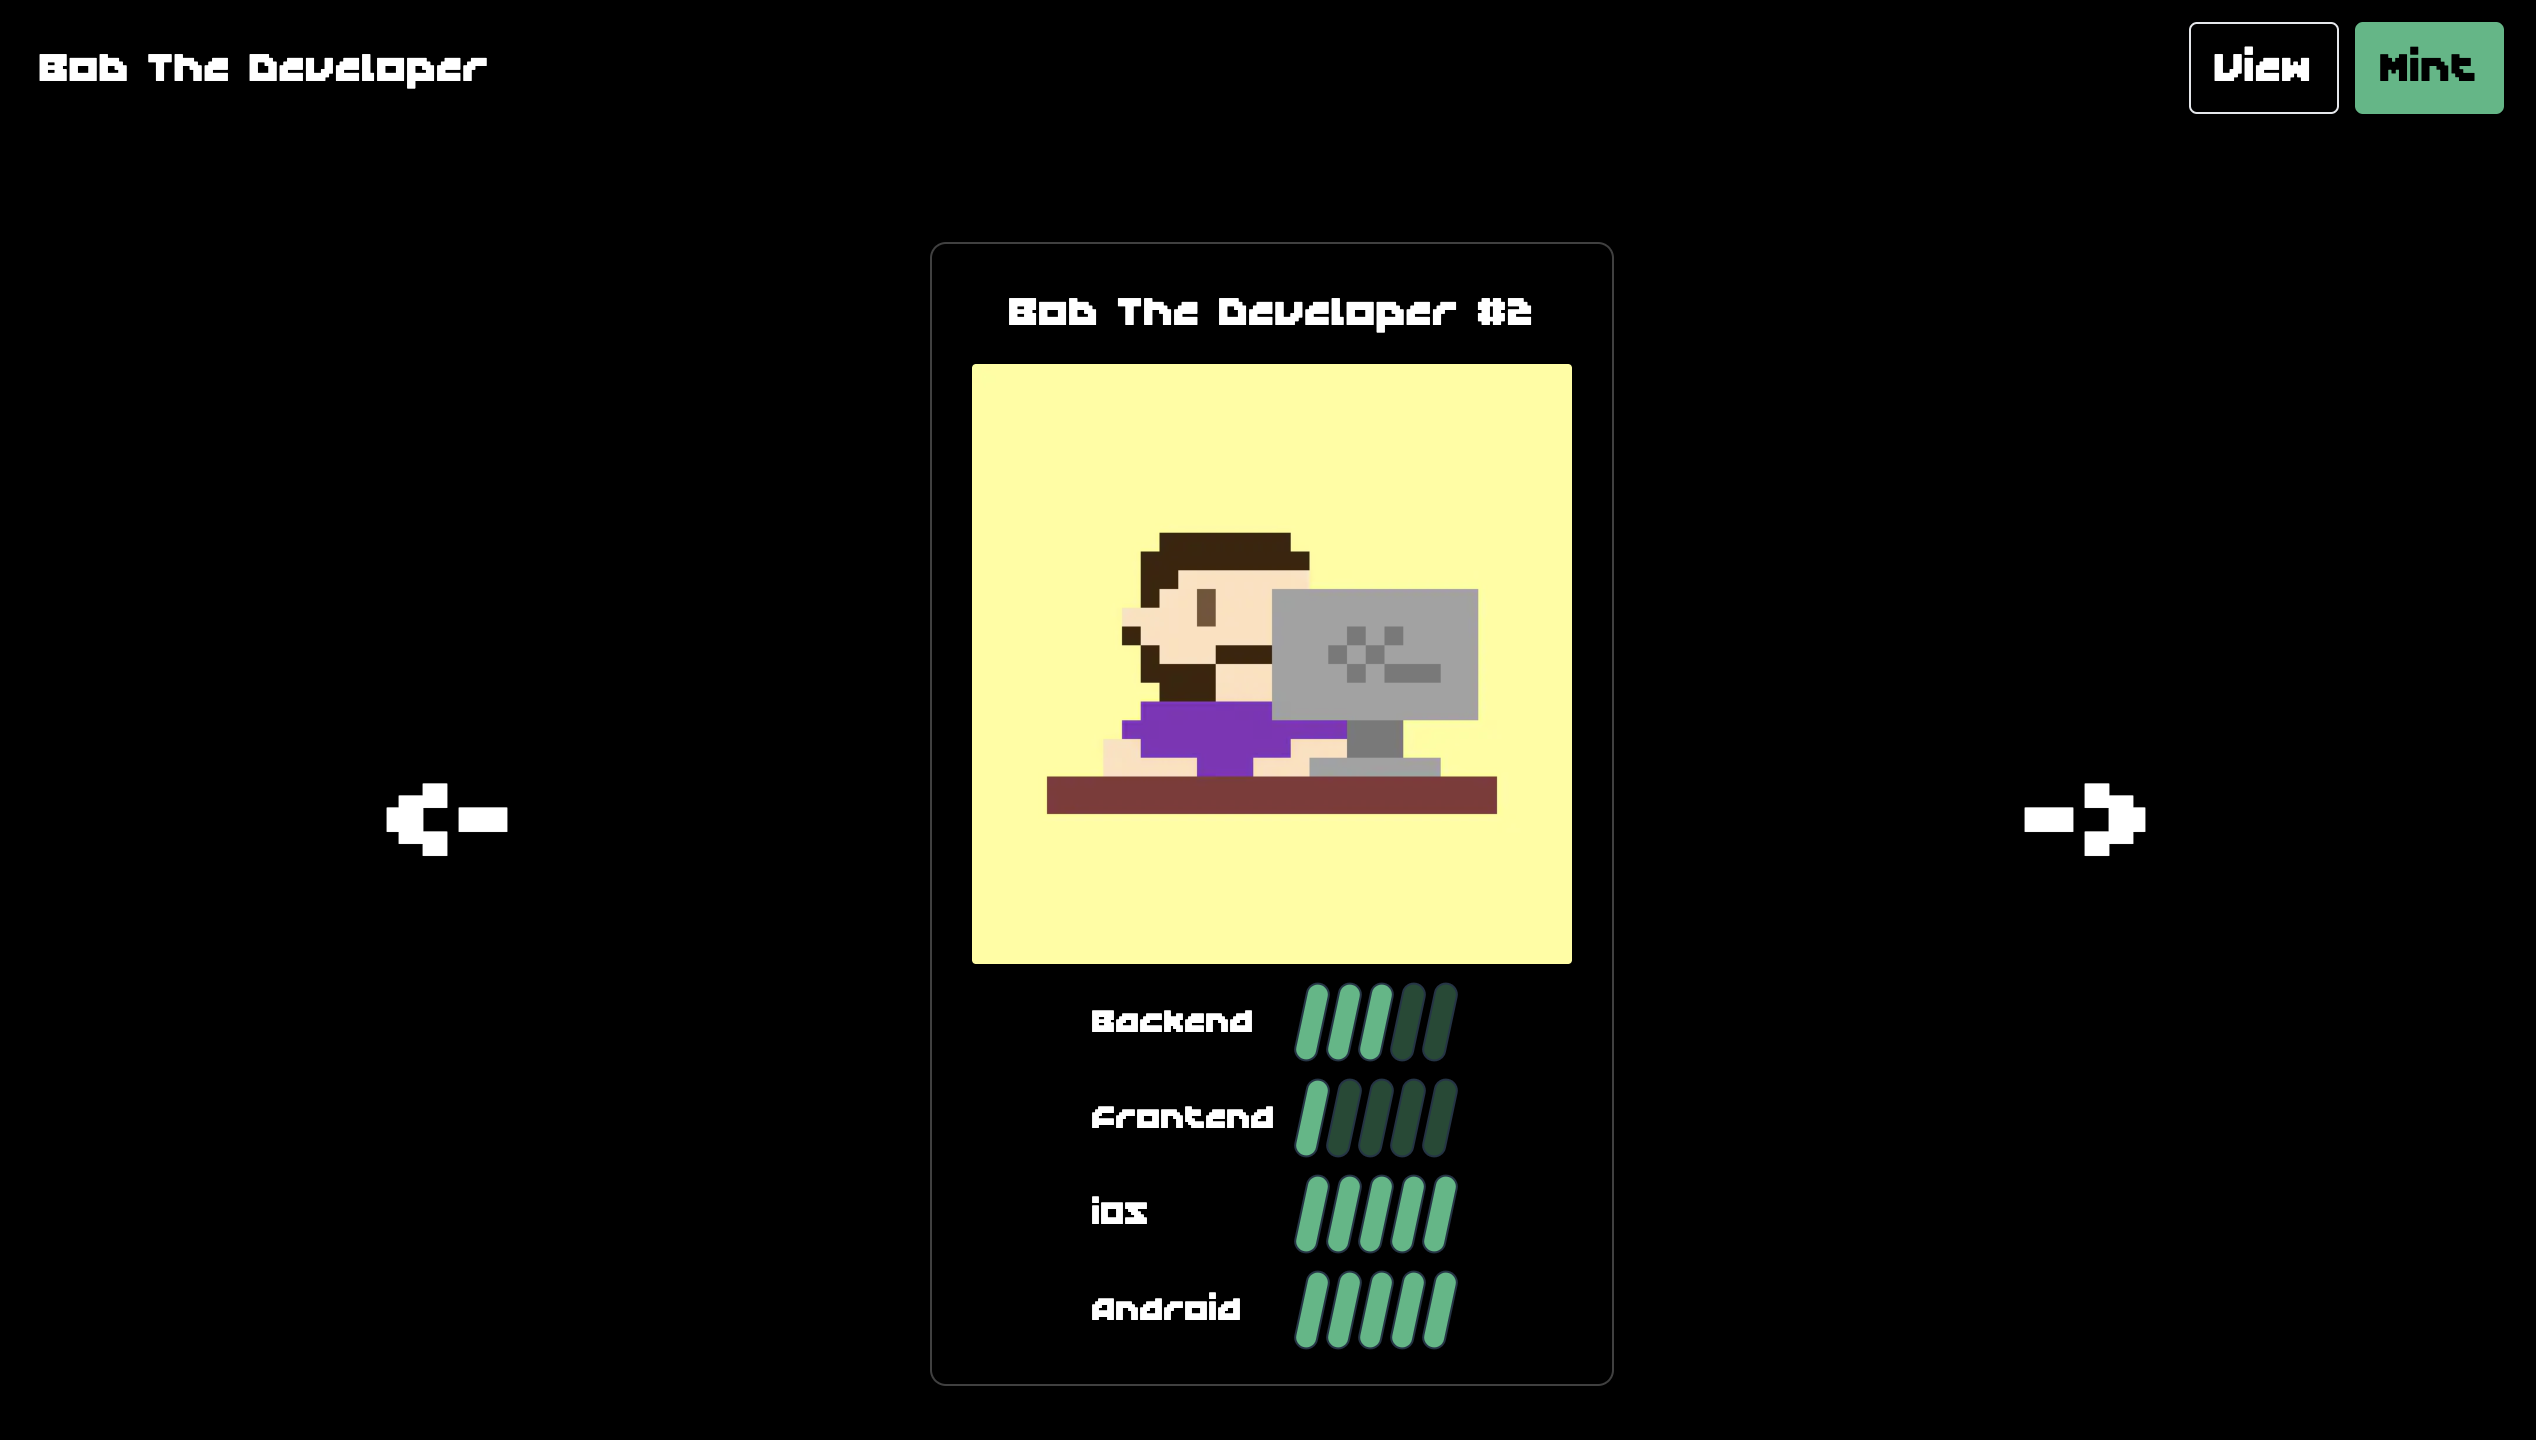 Bob The Developer
View
Mint
Bob The Developer #2
<-
->
Backend
Frontend
ios
Android